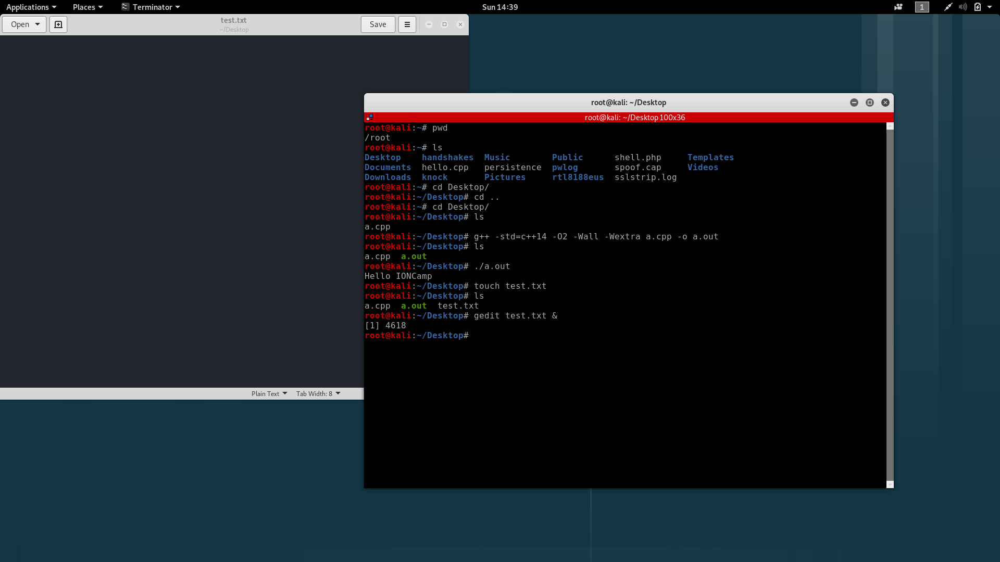 Applications Places Terminator Sun 14:39 1
Open test.txt Save
~/Desktop
Plain Text Tab Width: 8
root@kali: ~/Desktop
root@kali: ~/Desktop 100x36
root@kali:~# pwd
/root
root@kali:~# ls
Desktop handshakes Music Public shell.php Templates
Documents hello.cpp persistence pwlog spoof.cap Videos
Downloads knock Pictures rtl8188eus sslstrip.log
root@kali:~# cd Desktop/
root@kali:~/Desktop# cd ..
root@kali:~# cd Desktop/
root@kali:~/Desktop# ls
a.cpp
root@kali:~/Desktop# g++ -std=c++14 -O2 -Wall -Wextra a.cpp -o a.out
root@kali:~/Desktop# ls
a.cpp a.out
root@kali:~/Desktop# ./a.out
Hello IONCamp
root@kali:~/Desktop# touch test.txt
root@kali:~/Desktop# ls
a.cpp a.out test.txt
root@kali:~/Desktop# gedit test.txt &
[1] 4618
root@kali:~/Desktop#